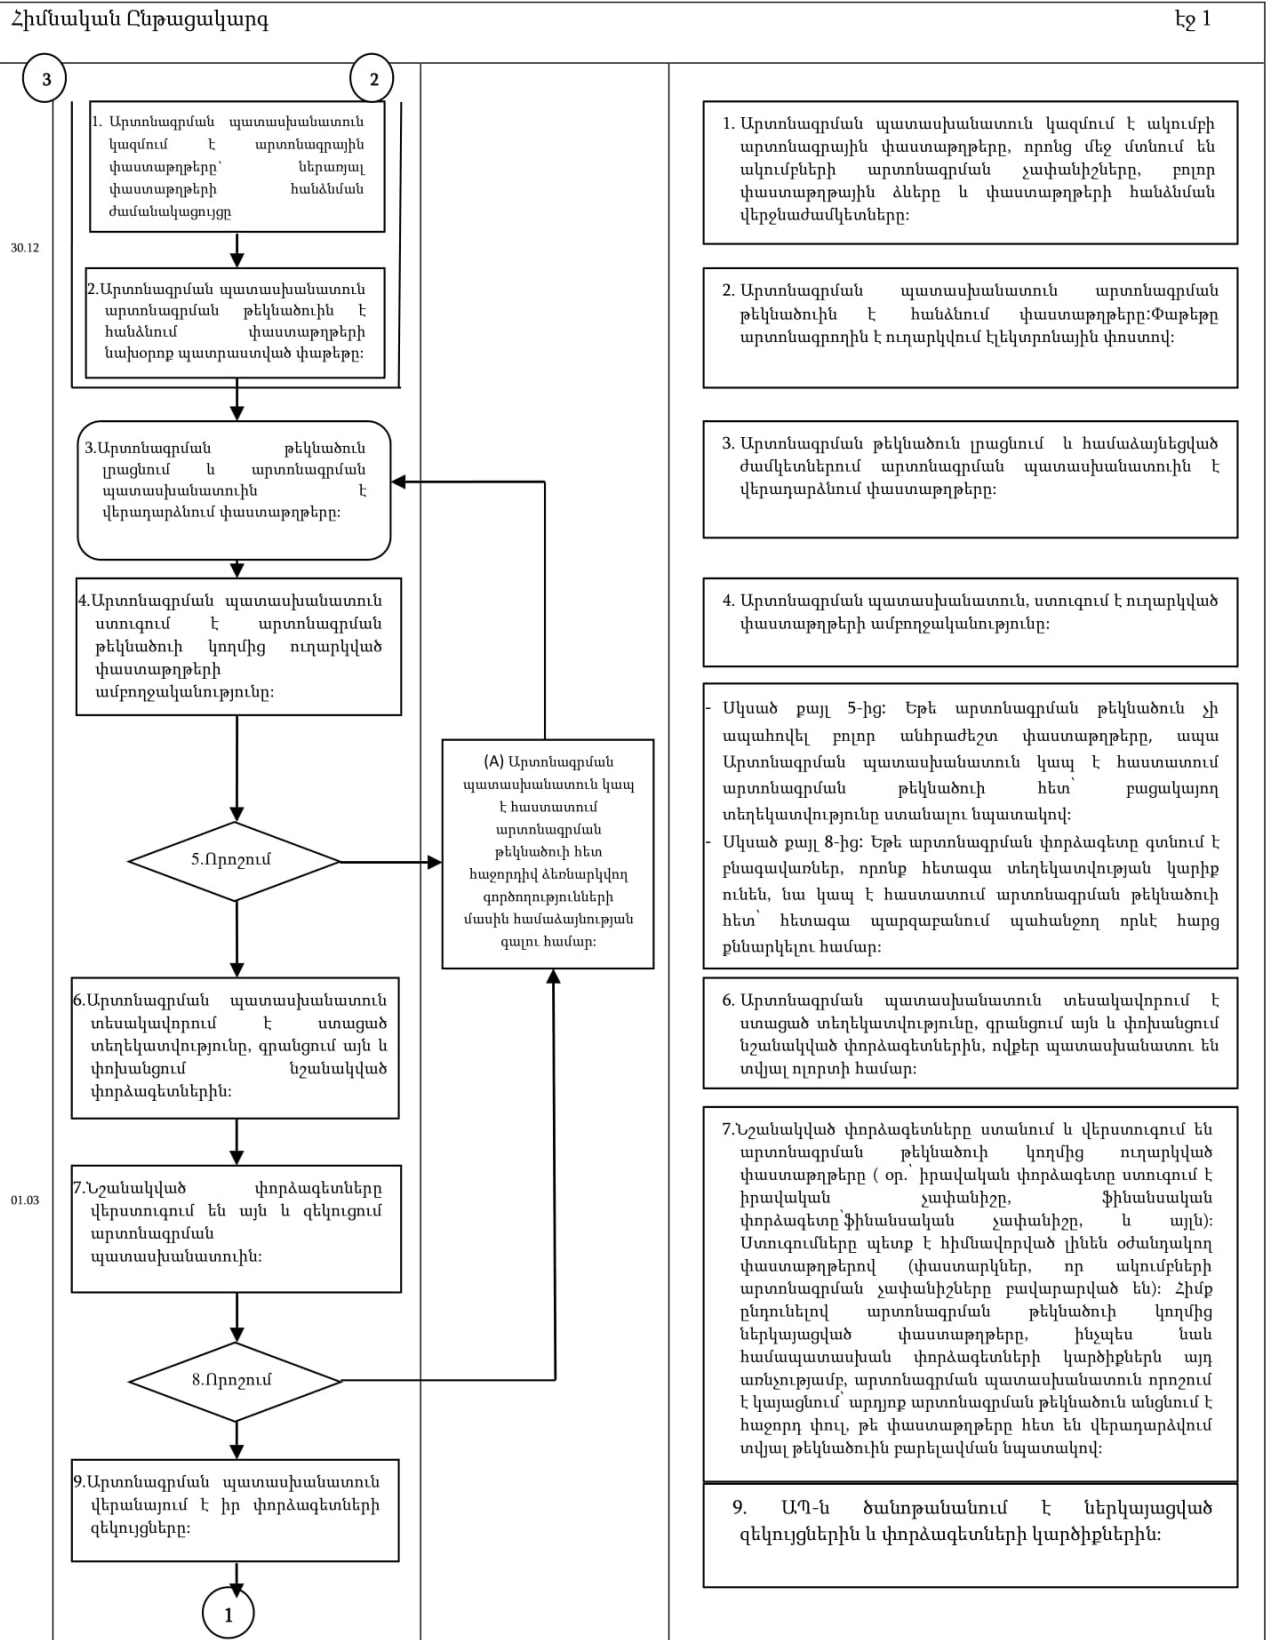 Հիմնական Ընթացակարգ
էջ 1
3
2
1. Արտոնագրման պատասխանատուն
կազմում է արտոնագրային
փաստաթղթերը՝ ներառյալ
փաստաթղթերի հանձնման
ժամանակացույցը
30.12
2.Արտոնագրման պատասխանատուն
արտոնագրման թեկնածուին է
հանձնում փաստաթղթերի
նախօրոք պատրաստված փաթեթը:
3.Արտոնագրման թեկնածուն
լրացնում և արտոնագրման
պատասխանատուին է
վերադարձնում փաստաթղթերը:
4.Արտոնագրման պատասխանատուն
ստուգում է արտոնագրման
թեկնածուի կողմից ուղարկված
փաստաթղթերի
ամբողջականությունը:
5.Որոշում
(A) Արտոնագրման
պատասխանատուն կապ
է հաստատում
արտոնագրման
թեկնածուի հետ
հաջորդիվ ձեռնարկվող
գործողությունների
մասին համաձայնության
գալու համար:
6.Արտոնագրման պատասխանատուն
տեսակավորում է ստացած
տեղեկատվությունը, գրանցում այն և
փոխանցում նշանակված
փորձագետներին:
01.03
7.Նշանակված փորձագետները
վերստուգում են այն և զեկուցում
արտոնագրման
պատասխանատուին:
8.Որոշում
9.Արտոնագրման պատասխանատուն
վերանայում է իր փորձագետների
զեկույցները:
1
1. Արտոնագրման պատասխանատուն կազմում է ակումբի
արտոնագրային փաստաթղթերը, որոնց մեջ մտնում են
ակումբների արտոնագրման չափանիշները, բոլոր
փաստաթղթային ձևերը և փաստաթղթերի հանձնման
վերջնաժամկետները:
2. Արտոնագրման պատասխանատուն արտոնագրման
թեկնածուին է հանձնում փաստաթղթերը:Փաթեթը
արտոնագրողին է ուղարկվում էլեկտրոնային փոստով:
3. Արտոնագրման թեկնածուն լրացնում և համաձայնեցված
ժամկետներում արտոնագրման պատասխանատուին է
վերադարձնում փաստաթղթերը:
4. Արտոնագրման պատասխանատուն, ստուգում է ուղարկված
փաստաթղթերի ամբողջականությունը:
- Սկսած քայլ 5-ից: Եթե արտոնագրման թեկնածուն չի
ապահովել բոլոր անհրաժեշտ փաստաթղթերը, ապա
Արտոնագրման պատասխանատուն կապ է հաստատում
արտոնագրման թեկնածուի հետ՝ բացակայող
տեղեկատվությունը ստանալու նպատակով:
- Սկսած քայլ 8-ից: Եթե արտոնագրման փորձագետը գտնում է
բնագավառներ, որոնք հետագա տեղեկատվության կարիք
ունեն, նա կապ է հաստատում արտոնագրման թեկնածուի
հետ՝ հետագա պարզաբանում պահանջող որևէ հարց
քննարկելու համար:
6. Արտոնագրման պատասխանատուն տեսակավորում է
ստացած տեղեկատվությունը, գրանցում այն և փոխանցում
նշանակված փորձագետներին, ովքեր պատասխանատու են
տվյալ ոլորտի համար:
7.Նշանակված փորձագետները ստանում և վերստուգում են
արտոնագրման թեկնածուի կողմից ուղարկված
փաստաթղթերը ( օր.՝ իրավական փորձագետը ստուգում է
իրավական չափանիշը, ֆինանսական
փորձագետը՝ֆինանսական չափանիշը, և այլն):
Ստուգումները պետք է հիմնավորված լինեն օժանդակող
փաստաթղթերով (փաստարկներ, որ ակումբների
արտոնագրման չափանիշները բավարարված են): Հիմք
ընդունելով արտոնագրման թեկնածուի կողմից
ներկայացված փաստաթղթերը, ինչպես նաև
համապատասխան փորձագետների կարծիքներն այդ
առնչությամբ, արտոնագրման պատասխանատուն որոշում
է կայացնում՝ արդյոք արտոնագրման թեկնածուն անցնում է
հաջորդ փուլ, թե փաստաթղթերը հետ են վերադարձվում
տվյալ թեկնածուին բարելավման նպատակով:
9. ԱՊ-ն ծանոթանանում է ներկայացված
զեկույցներին և փորձագետների կարծիքներին: